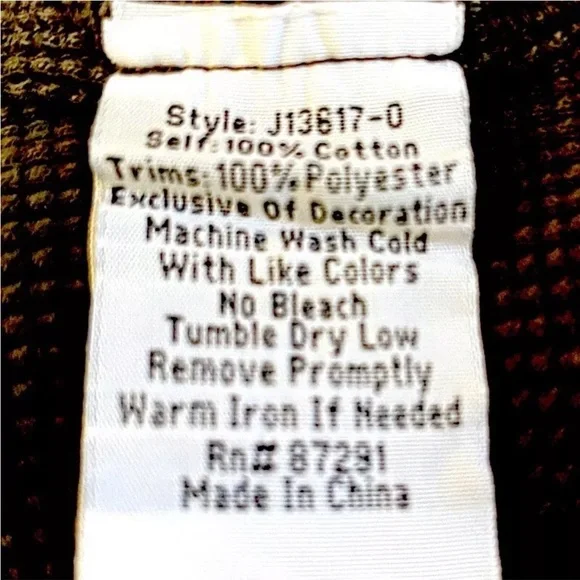 Style: J13617-0
Self: 100% Cotton
Trims: 100% Polyester
Exclusive Of Decoration
Machine Wash Cold
With Like Colors
No Bleach
Tumble Dry Low
Remove Promptly
Warm Iron If Needed
Rn# 87291
Made In China